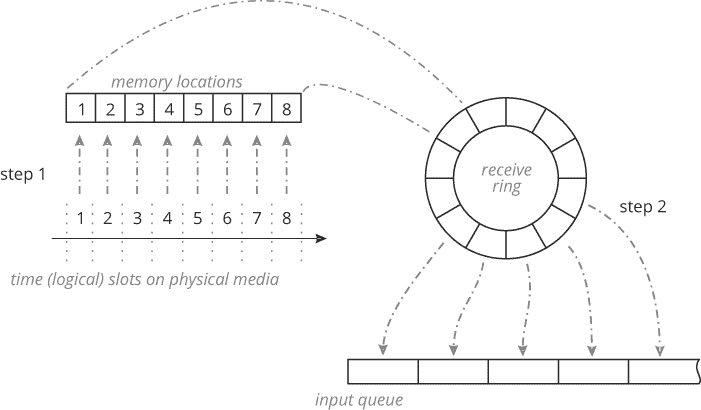 memory locations
1 2 3 4 5 6 7 8
step 1
1 2 3 4 5 6 7 8
time (logical) slots on physical media
receive
ring
step 2
input queue